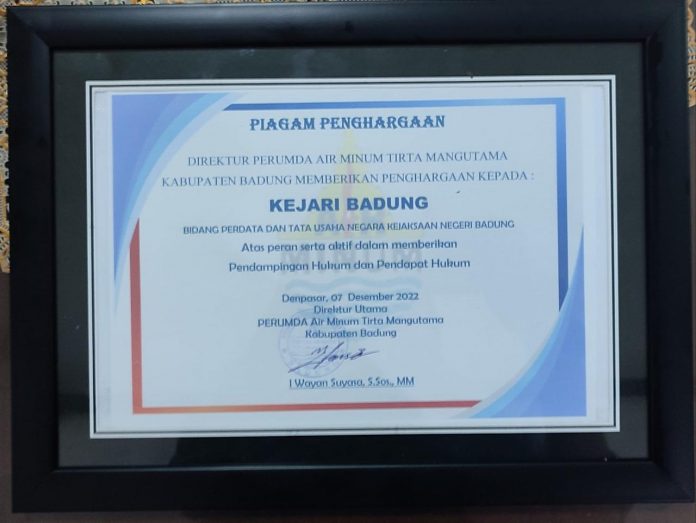 PIAGAM PENGHARGAAN
DIREKTUR PERUMDA AIR MINUM TIRTA MANGUTAMA
KABUPATEN BADUNG MEMBERIKAN PENGHARGAAN KEPADA :
KEJARI BADUNG
BIDANG PERDATA DAN TATA USAHA NEGARA KEJAKSAAN NEGERI BADUNG
Atas peran serta aktif dalam memberikan
Pendampingan Hukum dan Pendapat Hukum
AIR
MINUM
Denpasar, 07 Desember 2022
Direktur Utama
PERUMDA Air Minum Tirta Mangutama
Kabupaten Badung
I Wayan Suyasa, S.Sos., MM